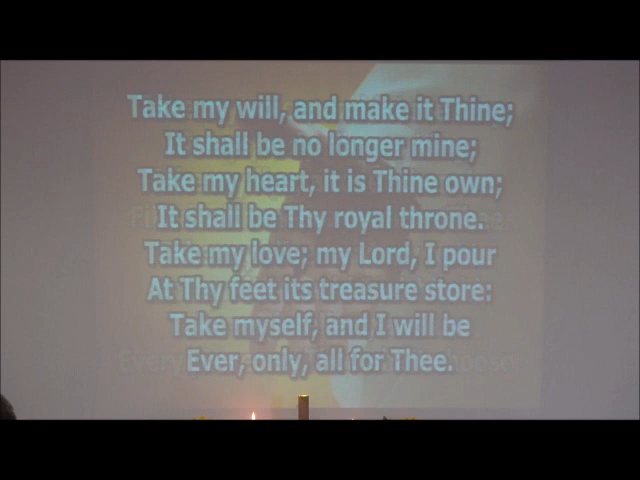 Take my will, and make it Thine;
It shall be no longer mine;
Take my heart, it is Thine own;
It shall be Thy royal throne.
Take my love; my Lord, I pour
At Thy feet its treasure store:
Take myself, and I will be
Ever, only, all for Thee.